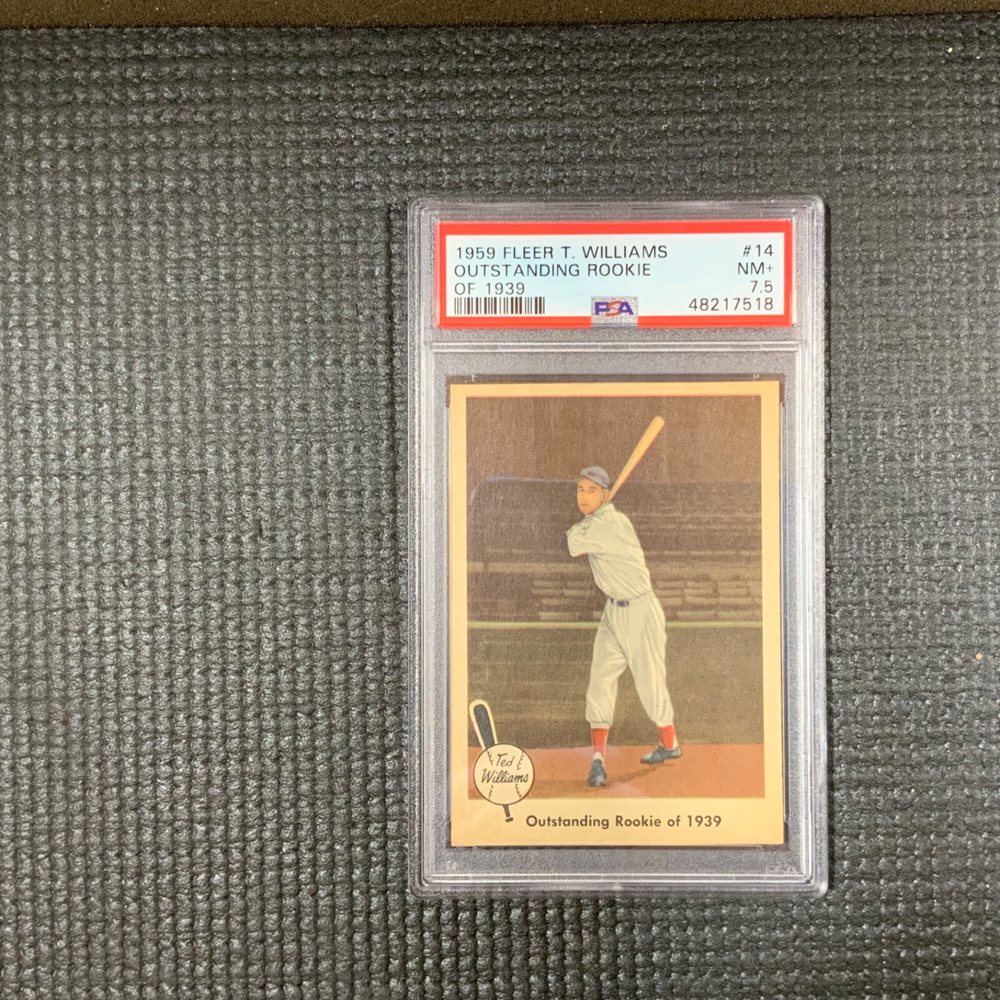 1959 FLEER T. WILLIAMS #14
OUTSTANDING ROOKIE NM+
OF 1939 7.5
PSA 48217518
Ted
Williams
Outstanding Rookie of 1939